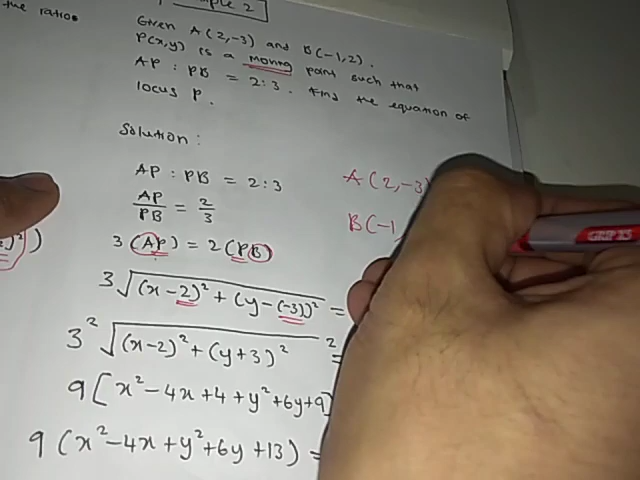 the ratios
Example 2
Given A(2,-3) and B(-1,2).
P(x,y) is a moving point such that
AP : PB = 2:3. Find the equation of
locus P.
Solution:
AP : PB = 2:3
A(2,-3)
AP/PB = 2/3
B(-1,
3(AP) = 2(PB)
3√((x-2)² + (y-(-3))²) =
3²√((x-2)² + (y+3)²)² =
9[x²-4x+4+y²+6y+9]
9(x²-4x+y²+6y+13) =